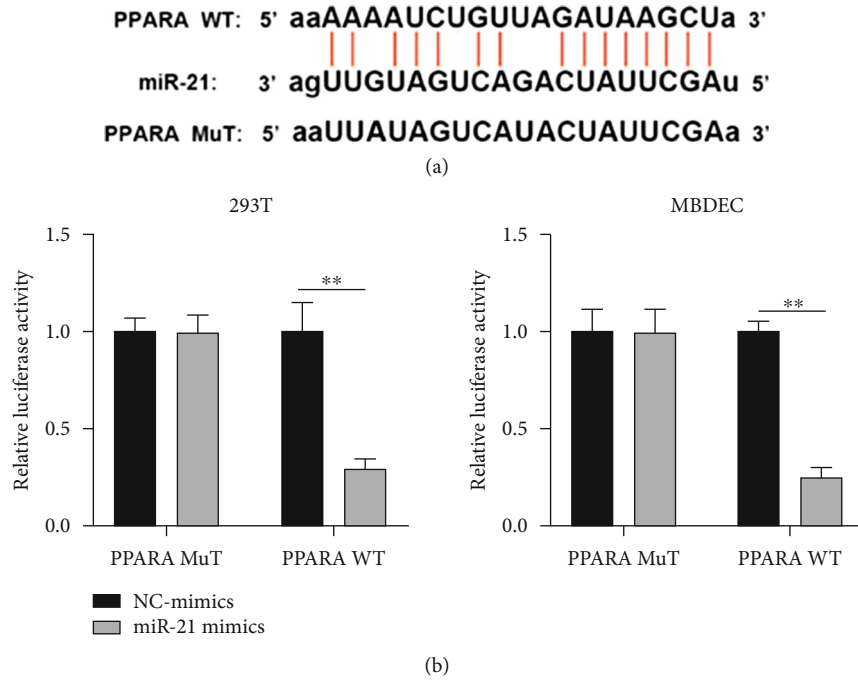 PPARA WT: 5’ aaAAAAUCUGUUAGAUAAGCUa 3’
miR-21: 3’ agUUGUAGUCAGACUAUUCGAu 5’
PPARA MuT: 5’ aaUUAUAGUCAUACUAUUCGAa 3’
(a)
293T
Relative luciferase activity
1.5
1.0
0.5
0.0
**
PPARA MuT PPARA WT
MBDEC
Relative luciferase activity
1.5
1.0
0.5
0.0
**
PPARA MuT PPARA WT
NC-mimics
miR-21 mimics
(b)